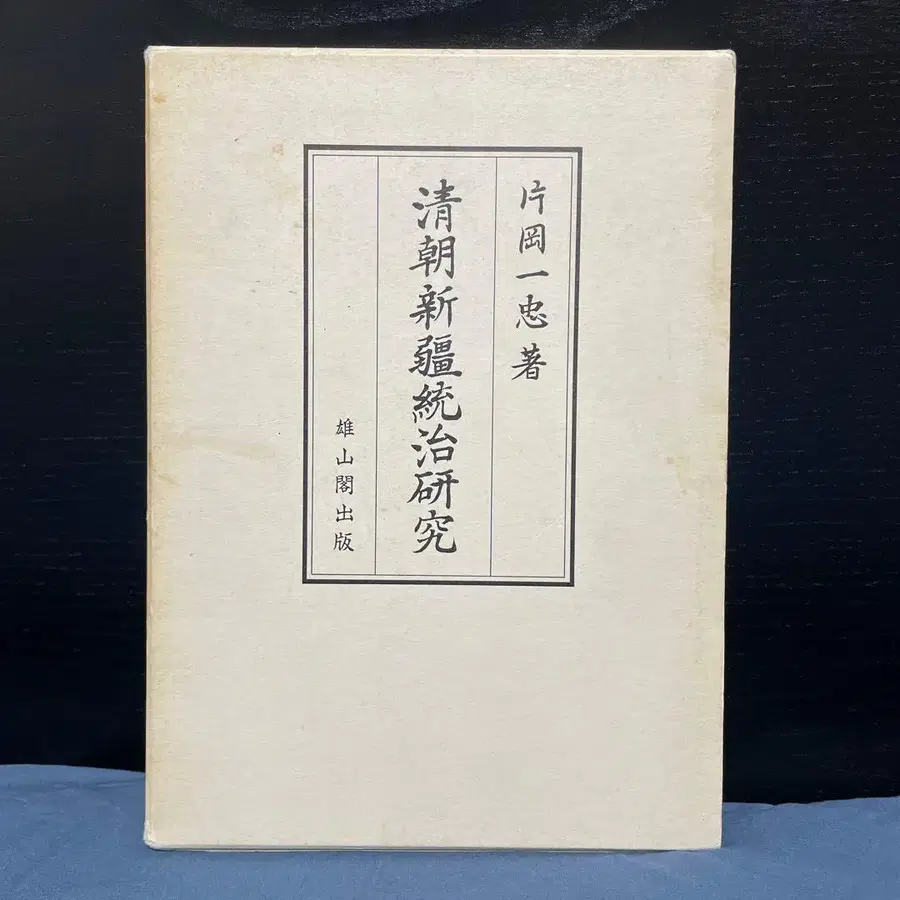 片岡一忠 著
清朝新疆統治研究
雄山閣出版